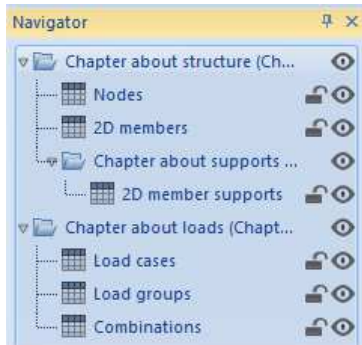 Navigator
Chapter about structure (Ch...
Nodes
2D members
Chapter about supports ...
2D member supports
Chapter about loads (Chapt...
Load cases
Load groups
Combinations